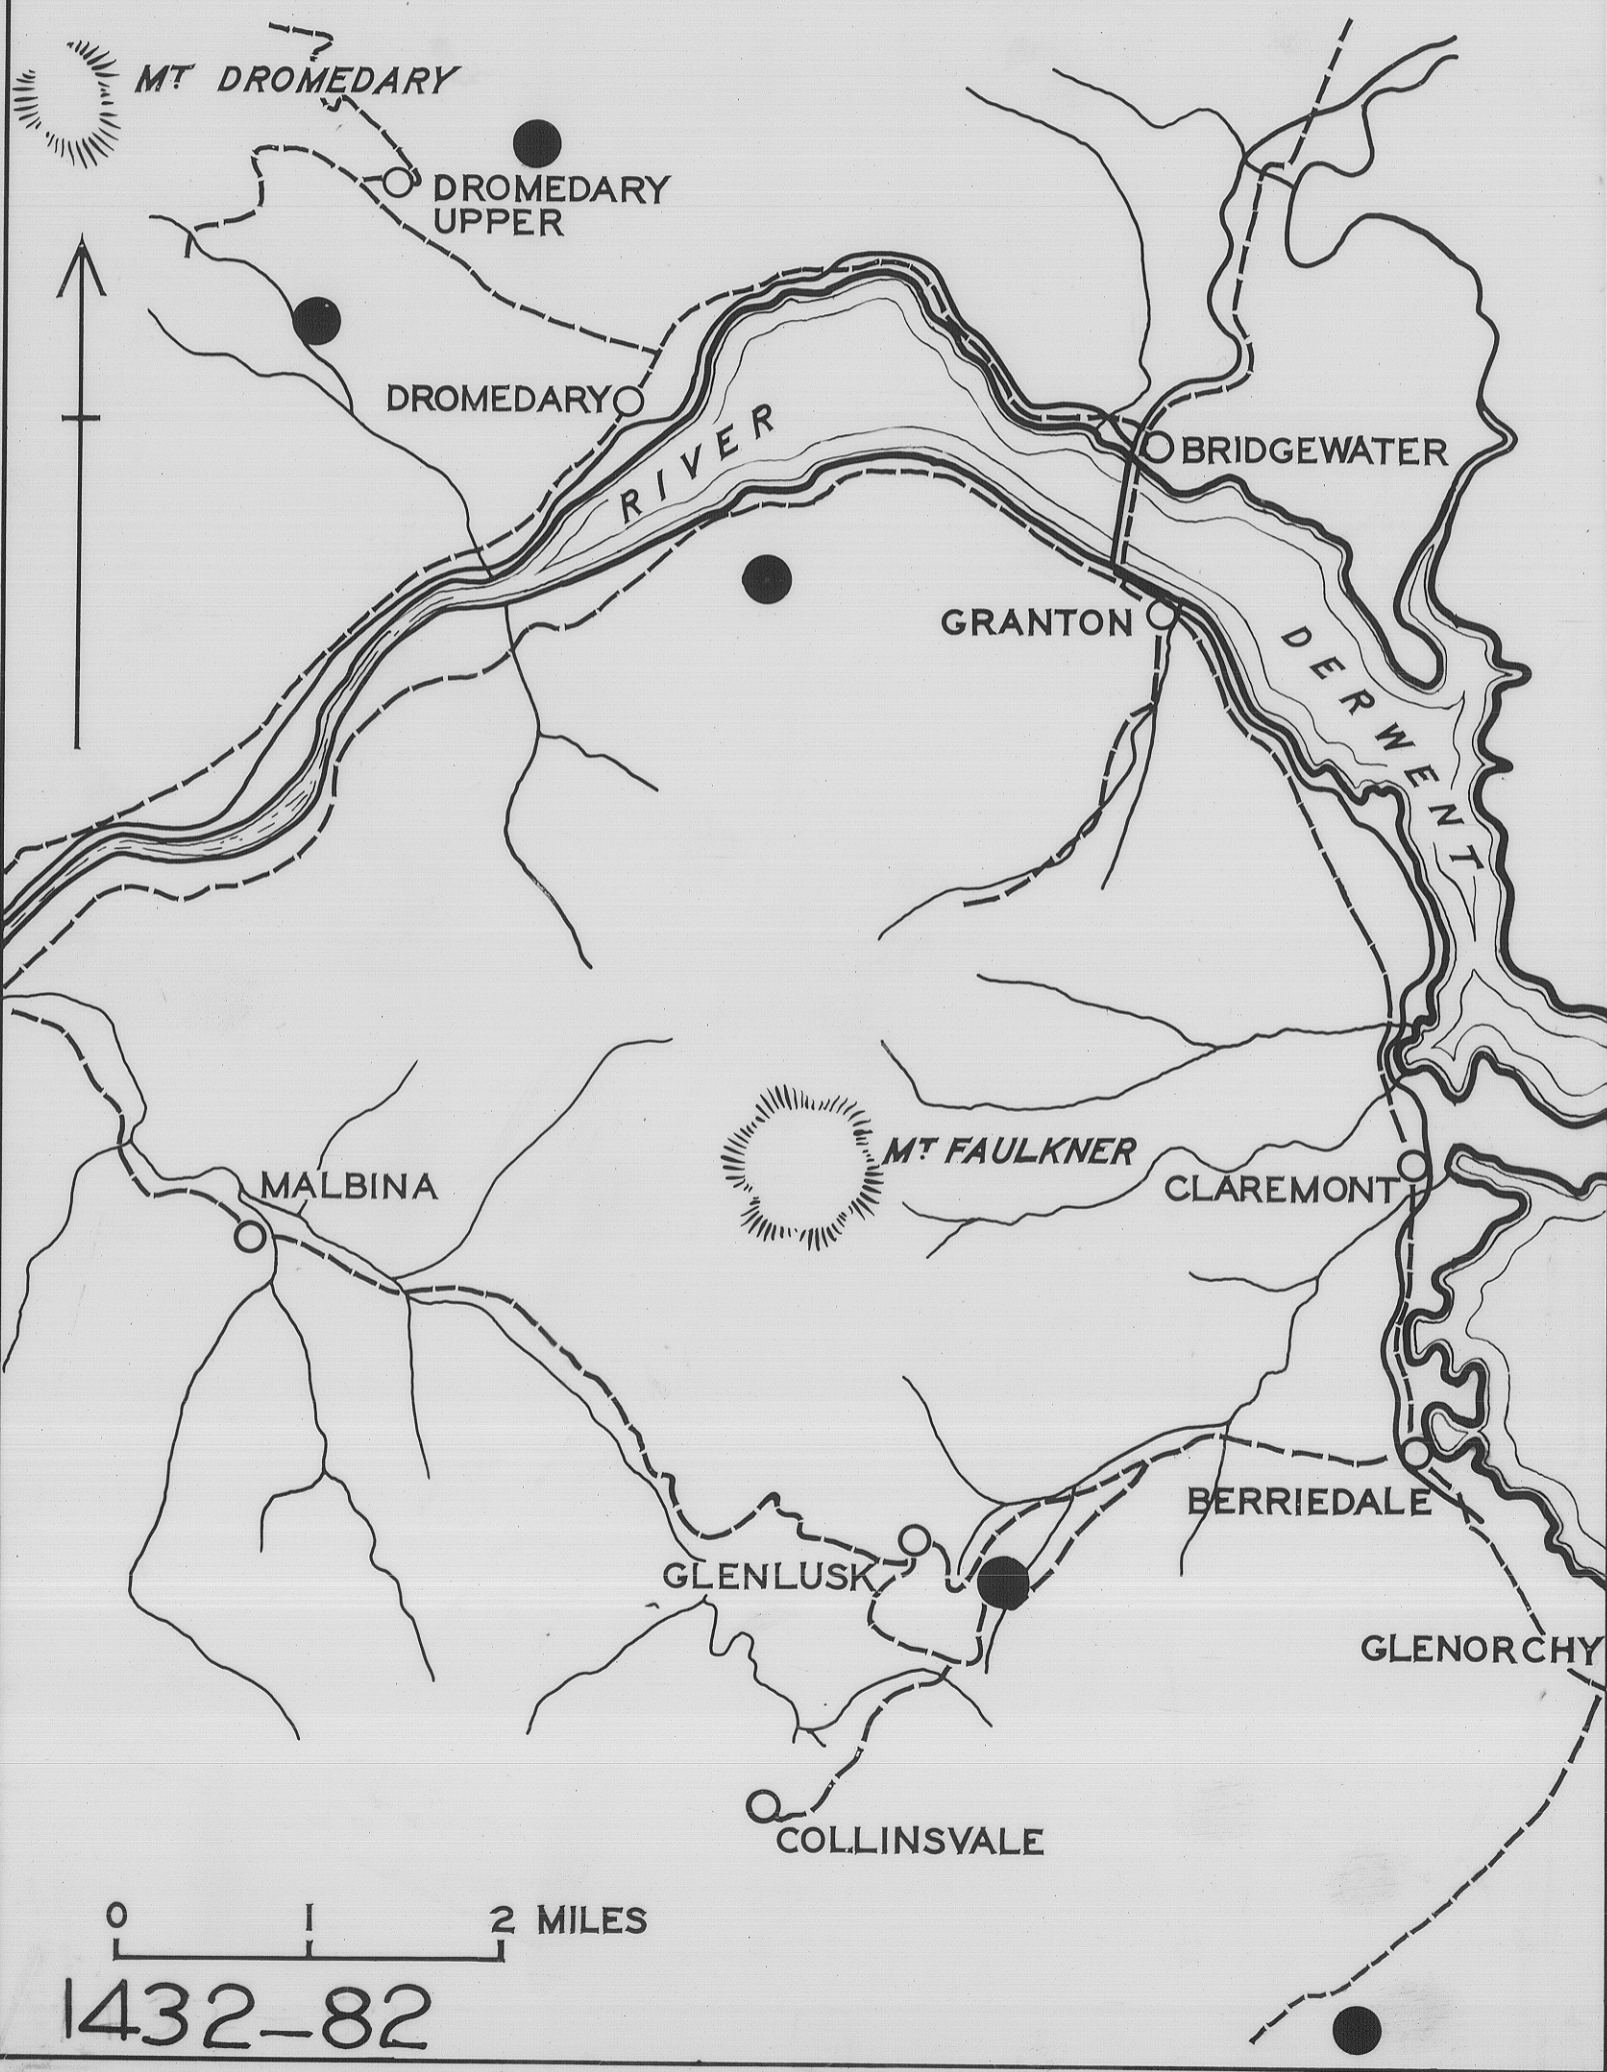 MT DROMEDARY
DROMEDARY
UPPER
DROMEDARY
RIVER
BRIDGEWATER
GRANTON
DERWENT
MT FAULKNER
MALBINA
CLAREMONT
BERRIEDALE
GLENLUSK
GLENORCHY
COLLINSVALE
0 1 2 MILES
1432-82